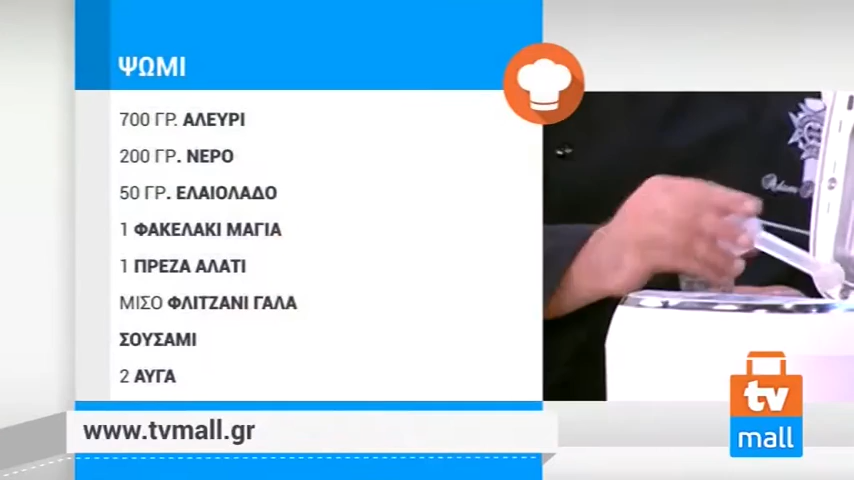 ΨΩΜΙ
700 ΓΡ. ΑΛΕΥΡΙ
200 ΓΡ. ΝΕΡΟ
50 ΓΡ. ΕΛΑΙΟΛΑΔΟ
1 ΦΑΚΕΛΑΚΙ ΜΑΓΙΑ
1 ΠΡΕΖΑ ΑΛΑΤΙ
ΜΙΣΟ ΦΛΙΤΖΑΝΙ ΓΑΛΑ
ΣΟΥΣΑΜΙ
2 ΑΥΓΑ
www.tvmall.gr
tv
mall